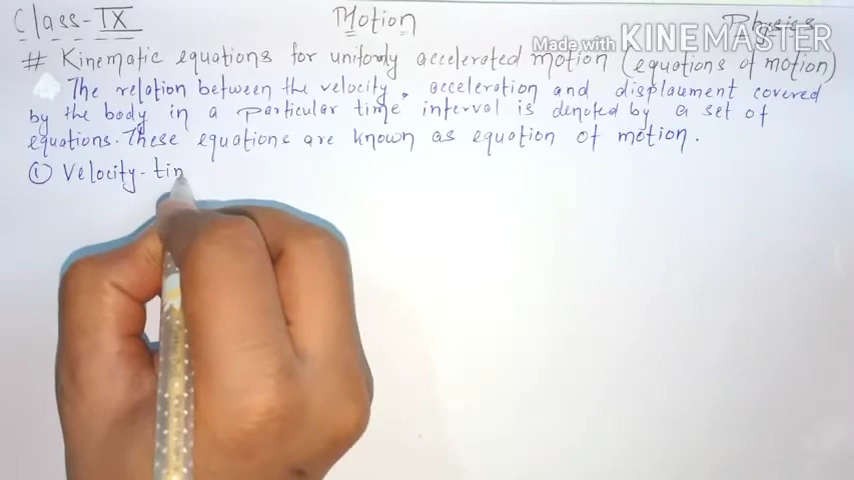 Class-IX Motion Physics
Made with KINEMASTER
# Kinematic equations for uniformly accelerated motion (equations of motion)
The relation between the velocity, acceleration and displaument covered
by the body in a particular time interval is denoted by a set of
equations. These equations are known as equation of motion.
① Velocity-tin